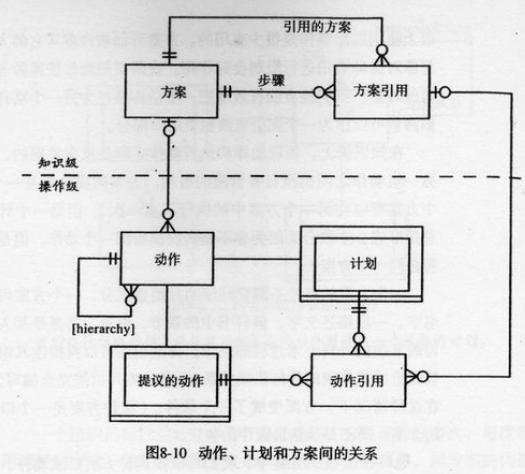 引用的方案
步骤
方案
方案引用
知识级
操作级
动作
计划
[hierarchy]
提议的动作
动作引用
图8-10 动作、计划和方案间的关系